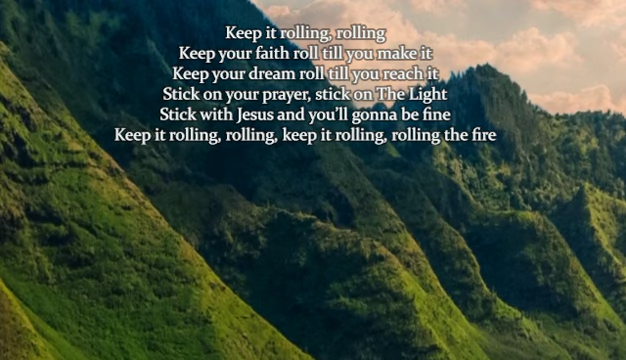 Keep it rolling, rolling
Keep your faith roll till you make it
Keep your dream roll till you reach it
Stick on your prayer, stick on The Light
Stick with Jesus and you'll gonna be fine
Keep it rolling, rolling, keep it rolling, rolling the fire